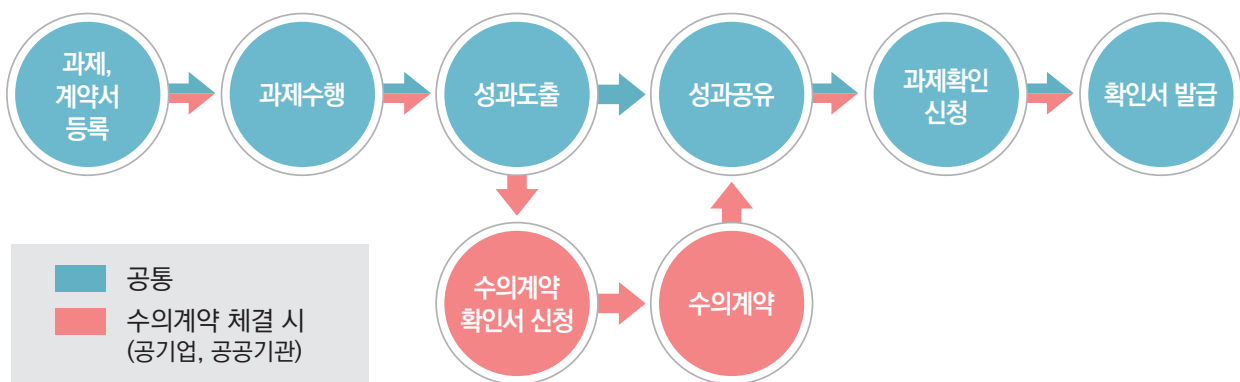 과제,
계약서
등록
과제수행
성과도출
성과공유
과제확인
신청
확인서 발급
수의계약
확인서 신청
수의계약
공통
수의계약 체결 시
(공기업, 공공기관)